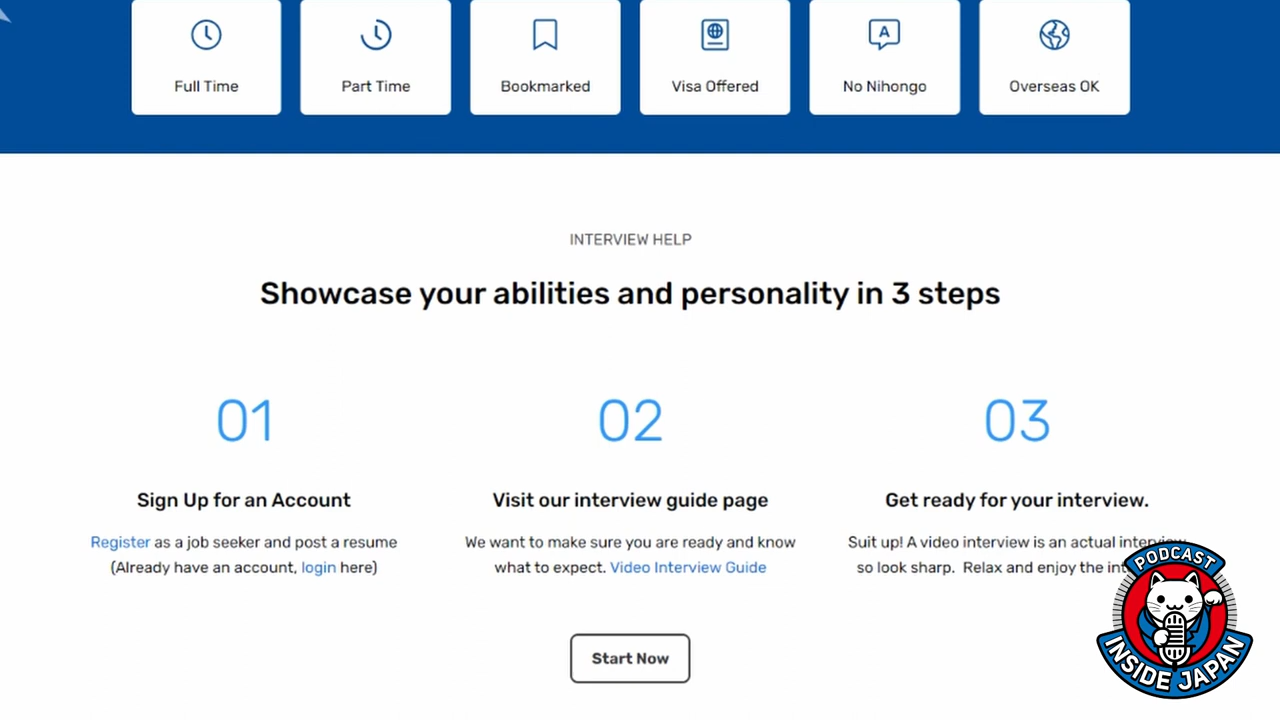 Full Time
Part Time
Bookmarked
Visa Offered
No Nihongo
Overseas OK
INTERVIEW HELP
Showcase your abilities and personality in 3 steps
01
02
03
Sign Up for an Account
Visit our interview guide page
Get ready for your interview.
Register as a job seeker and post a resume
(Already have an account, login here)
We want to make sure you are ready and know
what to expect. Video Interview Guide
Suit up! A video interview is an actual interview
so look sharp. Relax and enjoy the
Start Now
PODCAST
INSIDE JAPAN